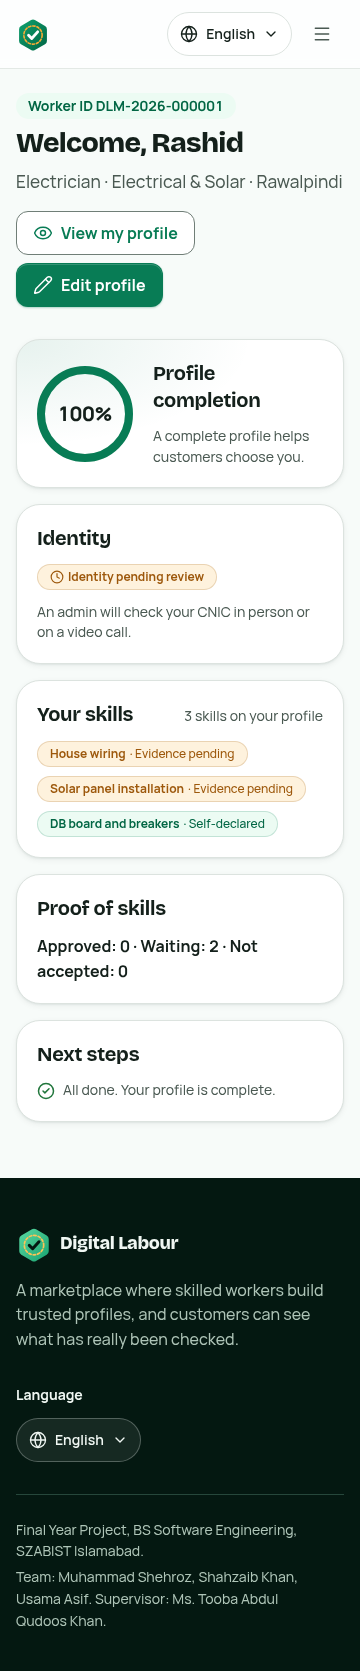 English
Worker ID DLM-2026-000001
Welcome, Rashid
Electrician · Electrical & Solar · Rawalpindi
View my profile
Edit profile
100%
Profile
completion
A complete profile helps
customers choose you.
Identity
Identity pending review
An admin will check your CNIC in person or
on a video call.
Your skills
3 skills on your profile
House wiring · Evidence pending
Solar panel installation · Evidence pending
DB board and breakers · Self-declared
Proof of skills
Approved: 0 · Waiting: 2 · Not
accepted: 0
Next steps
All done. Your profile is complete.
Digital Labour
A marketplace where skilled workers build
trusted profiles, and customers can see
what has really been checked.
Language
English
Final Year Project, BS Software Engineering,
SZABIST Islamabad.
Team: Muhammad Shehroz, Shahzaib Khan,
Usama Asif. Supervisor: Ms. Tooba Abdul
Qudoos Khan.